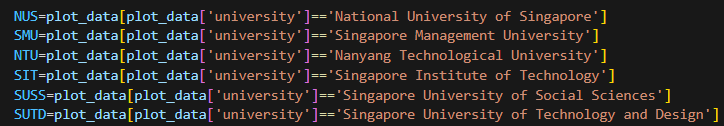 NUS=plot_data[plot_data['university']=='National University of Singapore']
SMU=plot_data[plot_data['university']=='Singapore Management University']
NTU=plot_data[plot_data['university']=='Nanyang Technological University']
SIT=plot_data[plot_data['university']=='Singapore Institute of Technology']
SUSS=plot_data[plot_data['university']=='Singapore University of Social Sciences']
SUTD=plot_data[plot_data['university']=='Singapore University of Technology and Design']